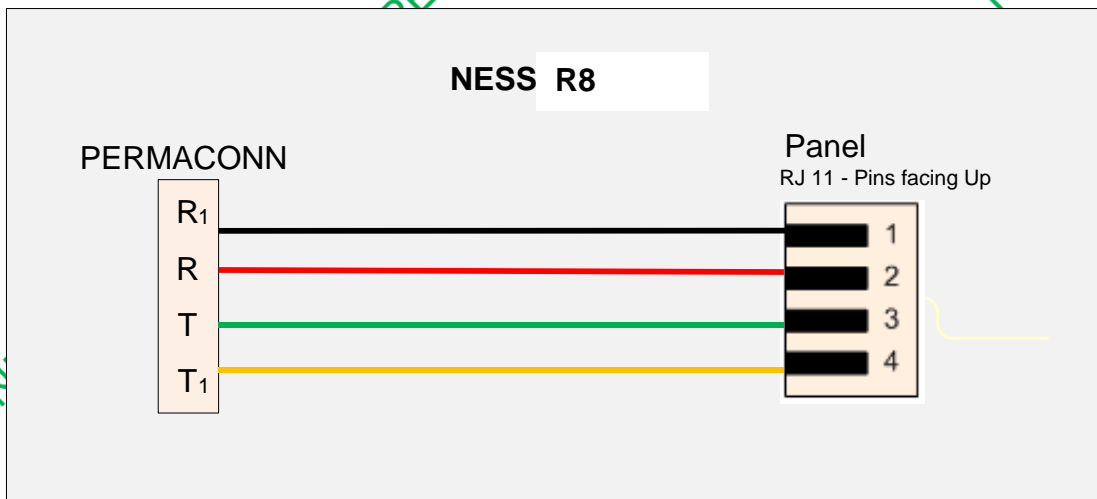 NESS R8
PERMACONN
Panel
RJ 11 - Pins facing Up
R1
R
T
T1
1
2
3
4